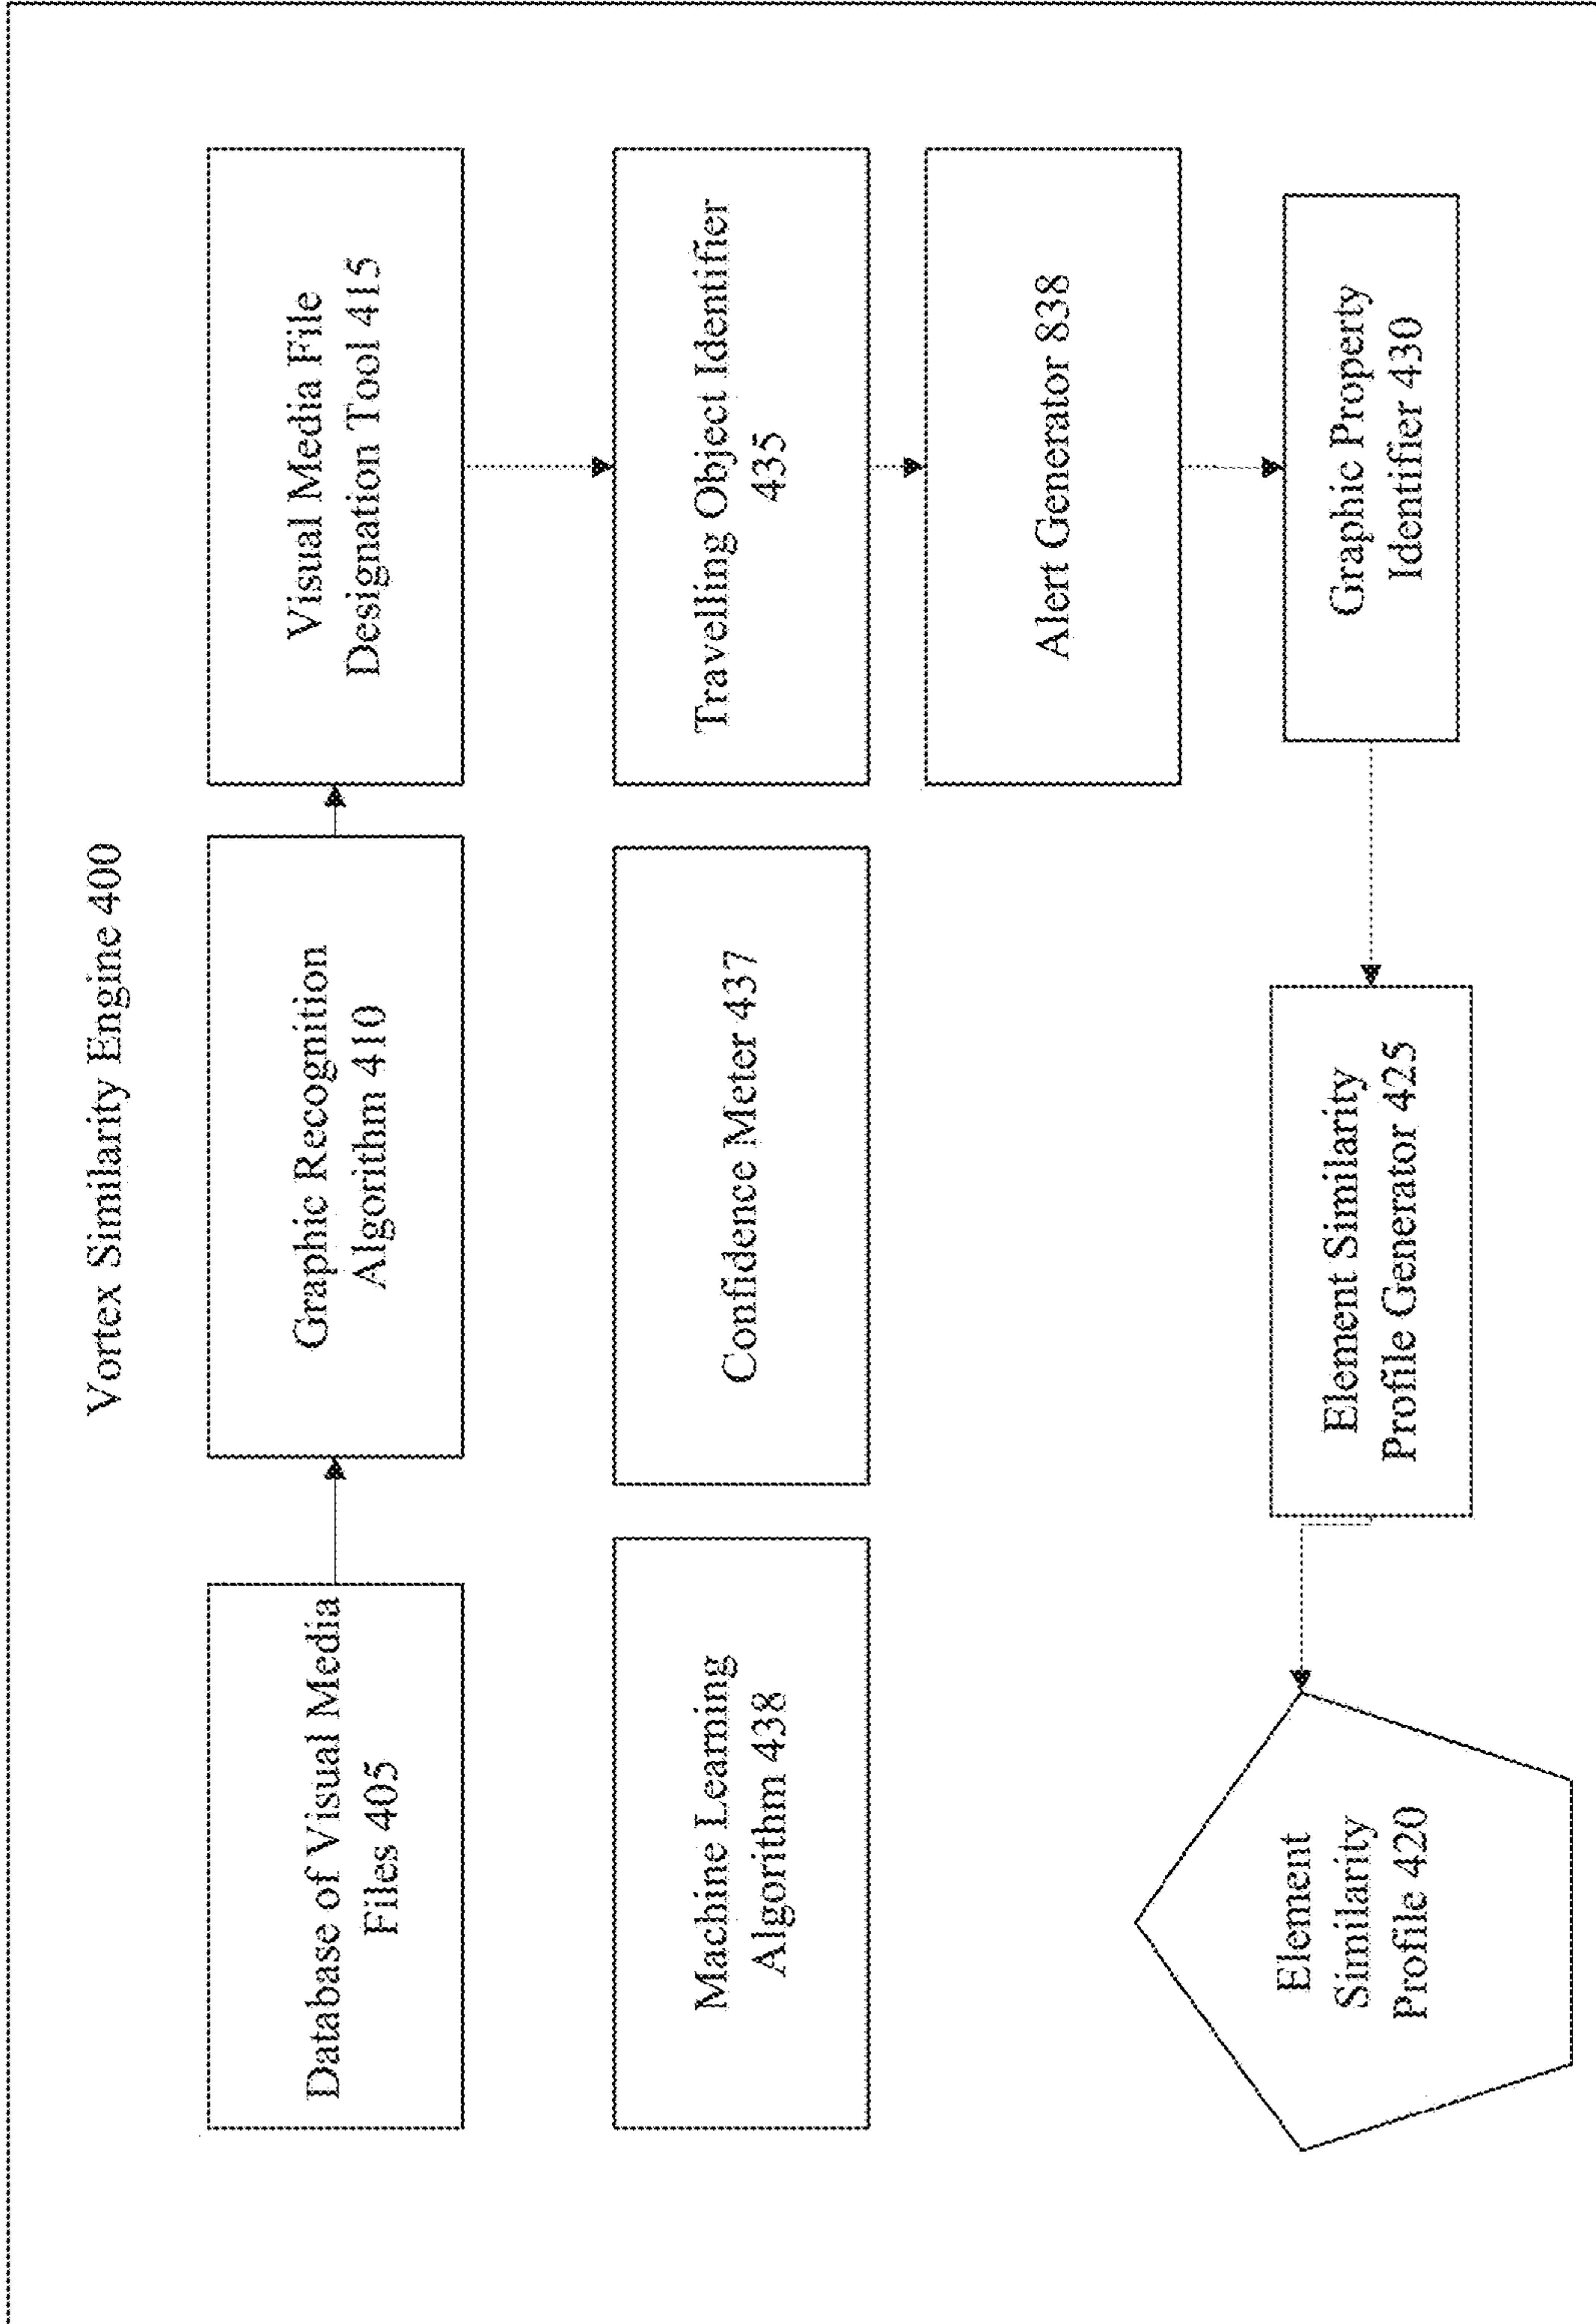 Vortex Similarity Engine 400
Database of Visual Media
Files 405
Graphic Recognition
Algorithm 410
Visual Media File
Designation Tool 415
Machine Learning
Algorithm 438
Confidence Meter 437
Travelling Object Identifier
435
Alert Generator 838
Element
Similarity
Profile 420
Element Similarity
Profile Generator 425
Graphic Property
Identifier 430